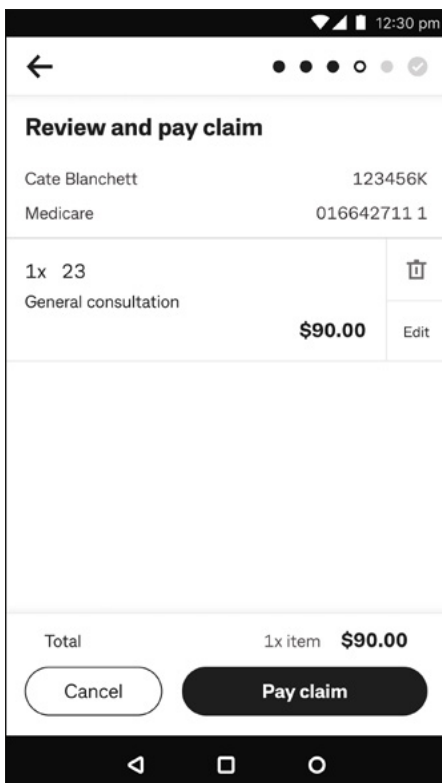 12:30 pm
Review and pay claim
Cate Blanchett 123456K
Medicare 016642711 1
1x 23
General consultation
$90.00 Edit
Total 1x item $90.00
Cancel Pay claim